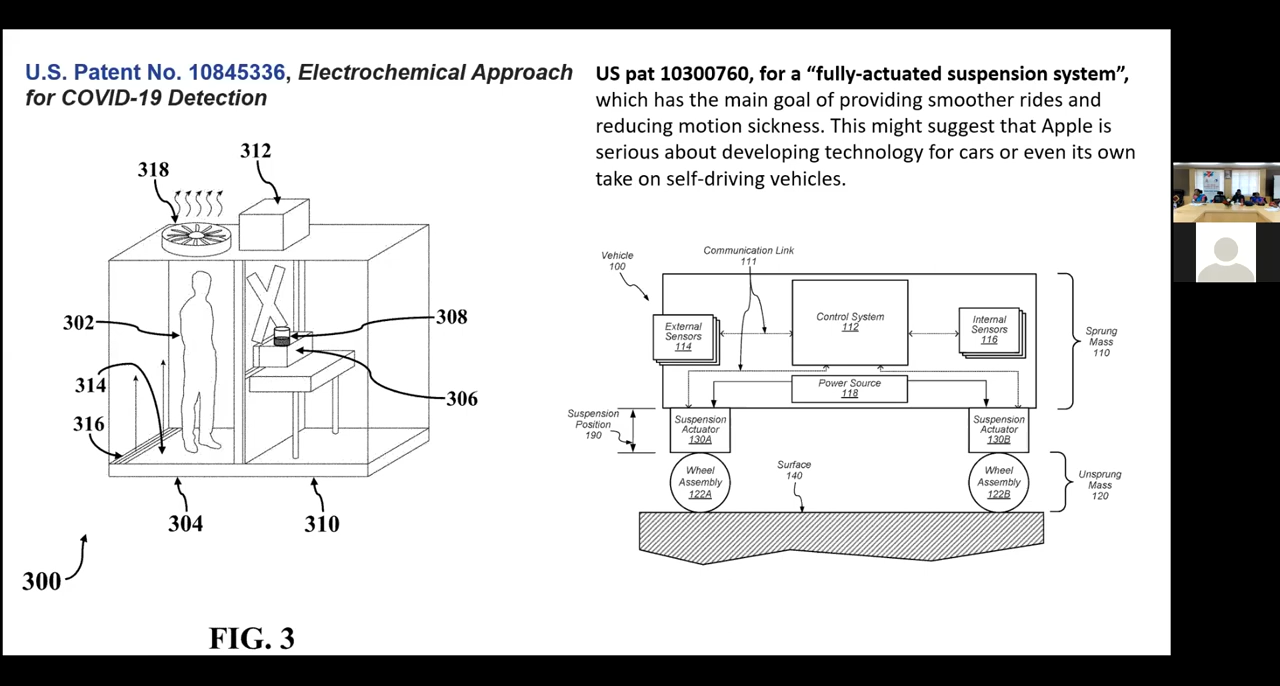 U.S. Patent No. 10845336, Electrochemical Approach
for COVID-19 Detection
312
318
302
308
314
306
316
304
310
300
FIG. 3
US pat 10300760, for a “fully-actuated suspension system”,
which has the main goal of providing smoother rides and
reducing motion sickness. This might suggest that Apple is
serious about developing technology for cars or even its own
take on self-driving vehicles.
Communication Link
111
Vehicle
100
Control System
112
External
Sensors
114
Internal
Sensors
116
Sprung
Mass
110
Power Source
118
Suspension
Position
190
Suspension
Actuator
130A
Suspension
Actuator
130B
Surface
140
Wheel
Assembly
122A
Wheel
Assembly
122B
Unsprung
Mass
120